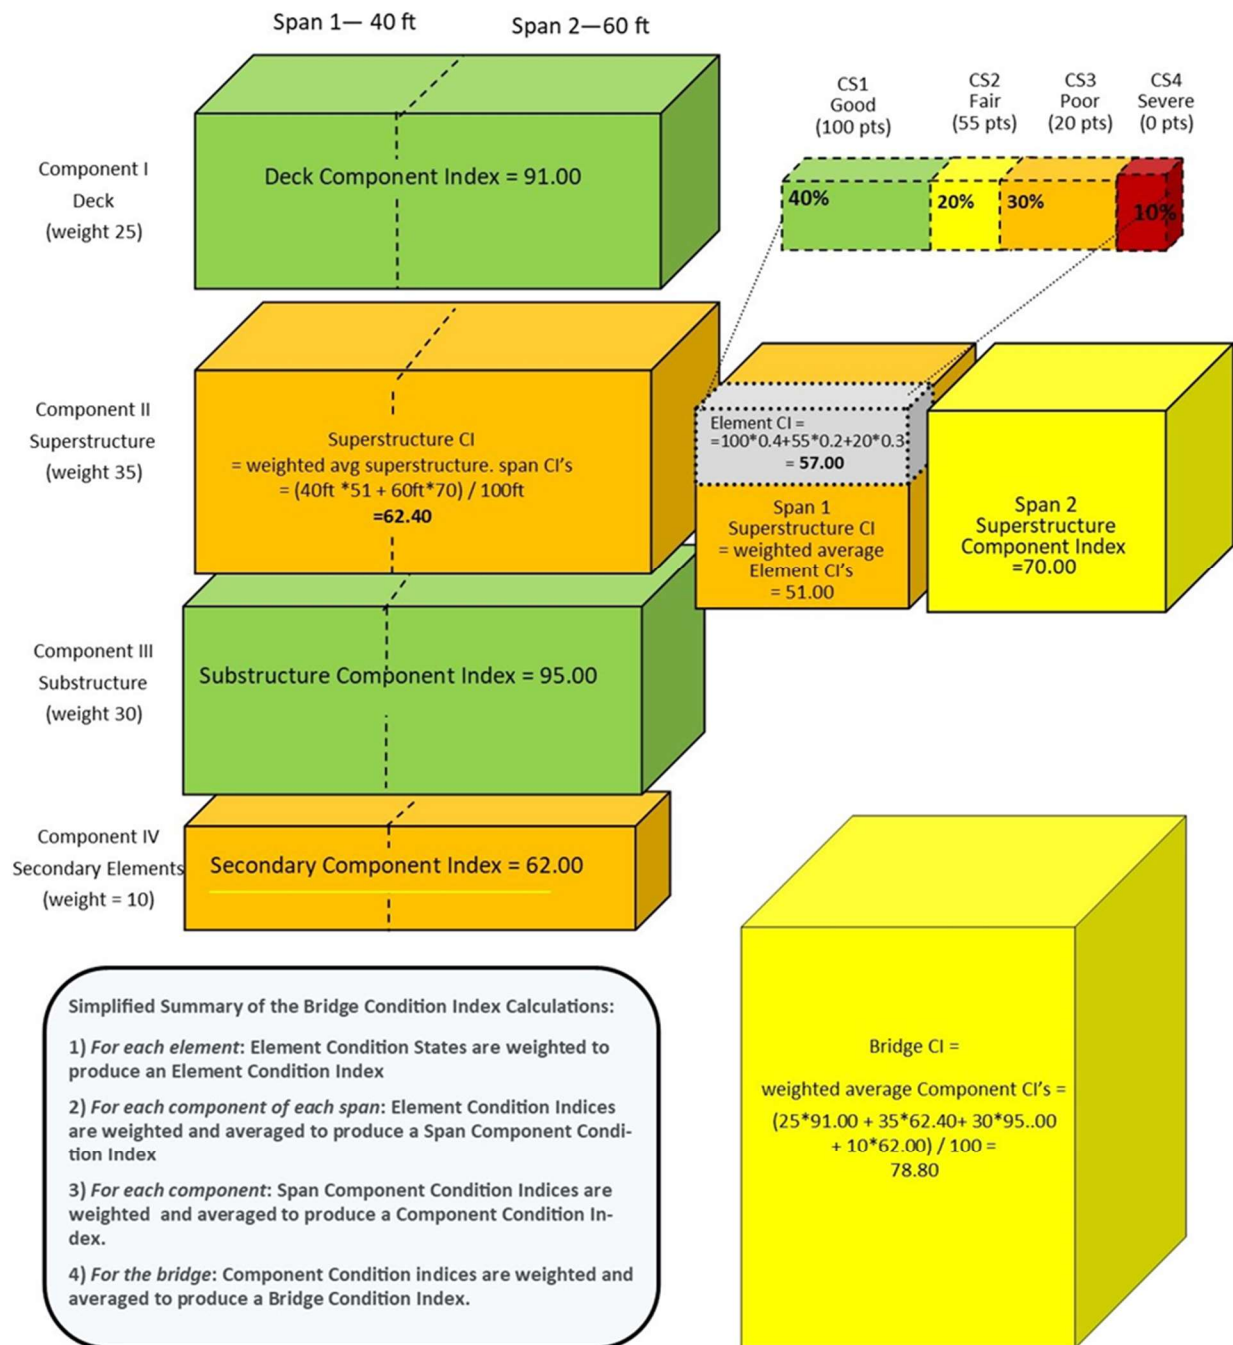 Span 1— 40 ft
Span 2—60 ft
CS1
Good
(100 pts)
CS2
Fair
(55 pts)
CS3
Poor
(20 pts)
CS4
Severe
(0 pts)
40%
20%
30%
10%
Component I
Deck
(weight 25)
Deck Component Index = 91.00
Component II
Superstructure
(weight 35)
Superstructure CI
= weighted avg superstructure. span CI's
= (40ft *51 + 60ft*70) / 100ft
=62.40
Element CI =
=100*0.4+55*0.2+20*0.3
= 57.00
Span 1
Superstructure CI
= weighted average
Element CI's
= 51.00
Span 2
Superstructure
Component Index
=70.00
Component III
Substructure
(weight 30)
Substructure Component Index = 95.00
Component IV
Secondary Elements
(weight = 10)
Secondary Component Index = 62.00
Simplified Summary of the Bridge Condition Index Calculations:
1) For each element: Element Condition States are weighted to
produce an Element Condition Index
2) For each component of each span: Element Condition Indices
are weighted and averaged to produce a Span Component Condi-
tion Index
3) For each component: Span Component Condition Indices are
weighted and averaged to produce a Component Condition In-
dex.
4) For the bridge: Component Condition indices are weighted and
averaged to produce a Bridge Condition Index.
Bridge CI =
weighted average Component CI's =
(25*91.00 + 35*62.40+ 30*95..00
+ 10*62.00) / 100 =
78.80